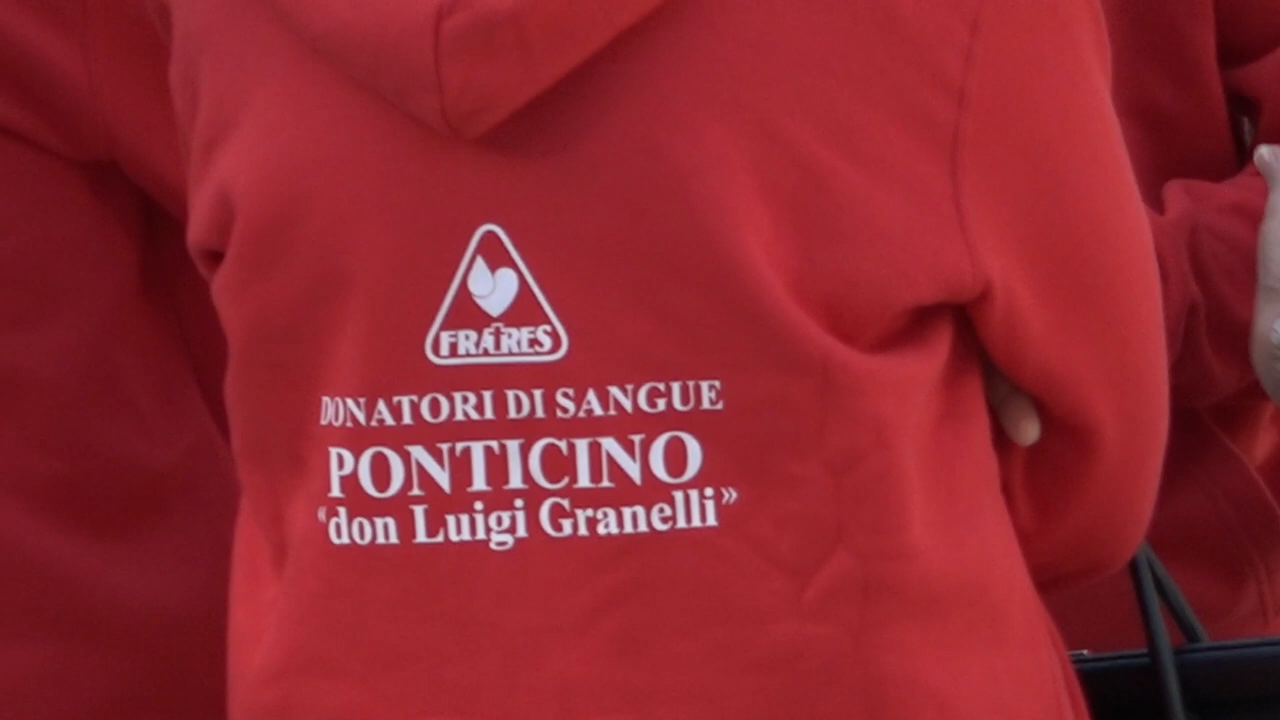 FRATRES
DONATORI DI SANGUE
PONTICINO
“don Luigi Granelli”